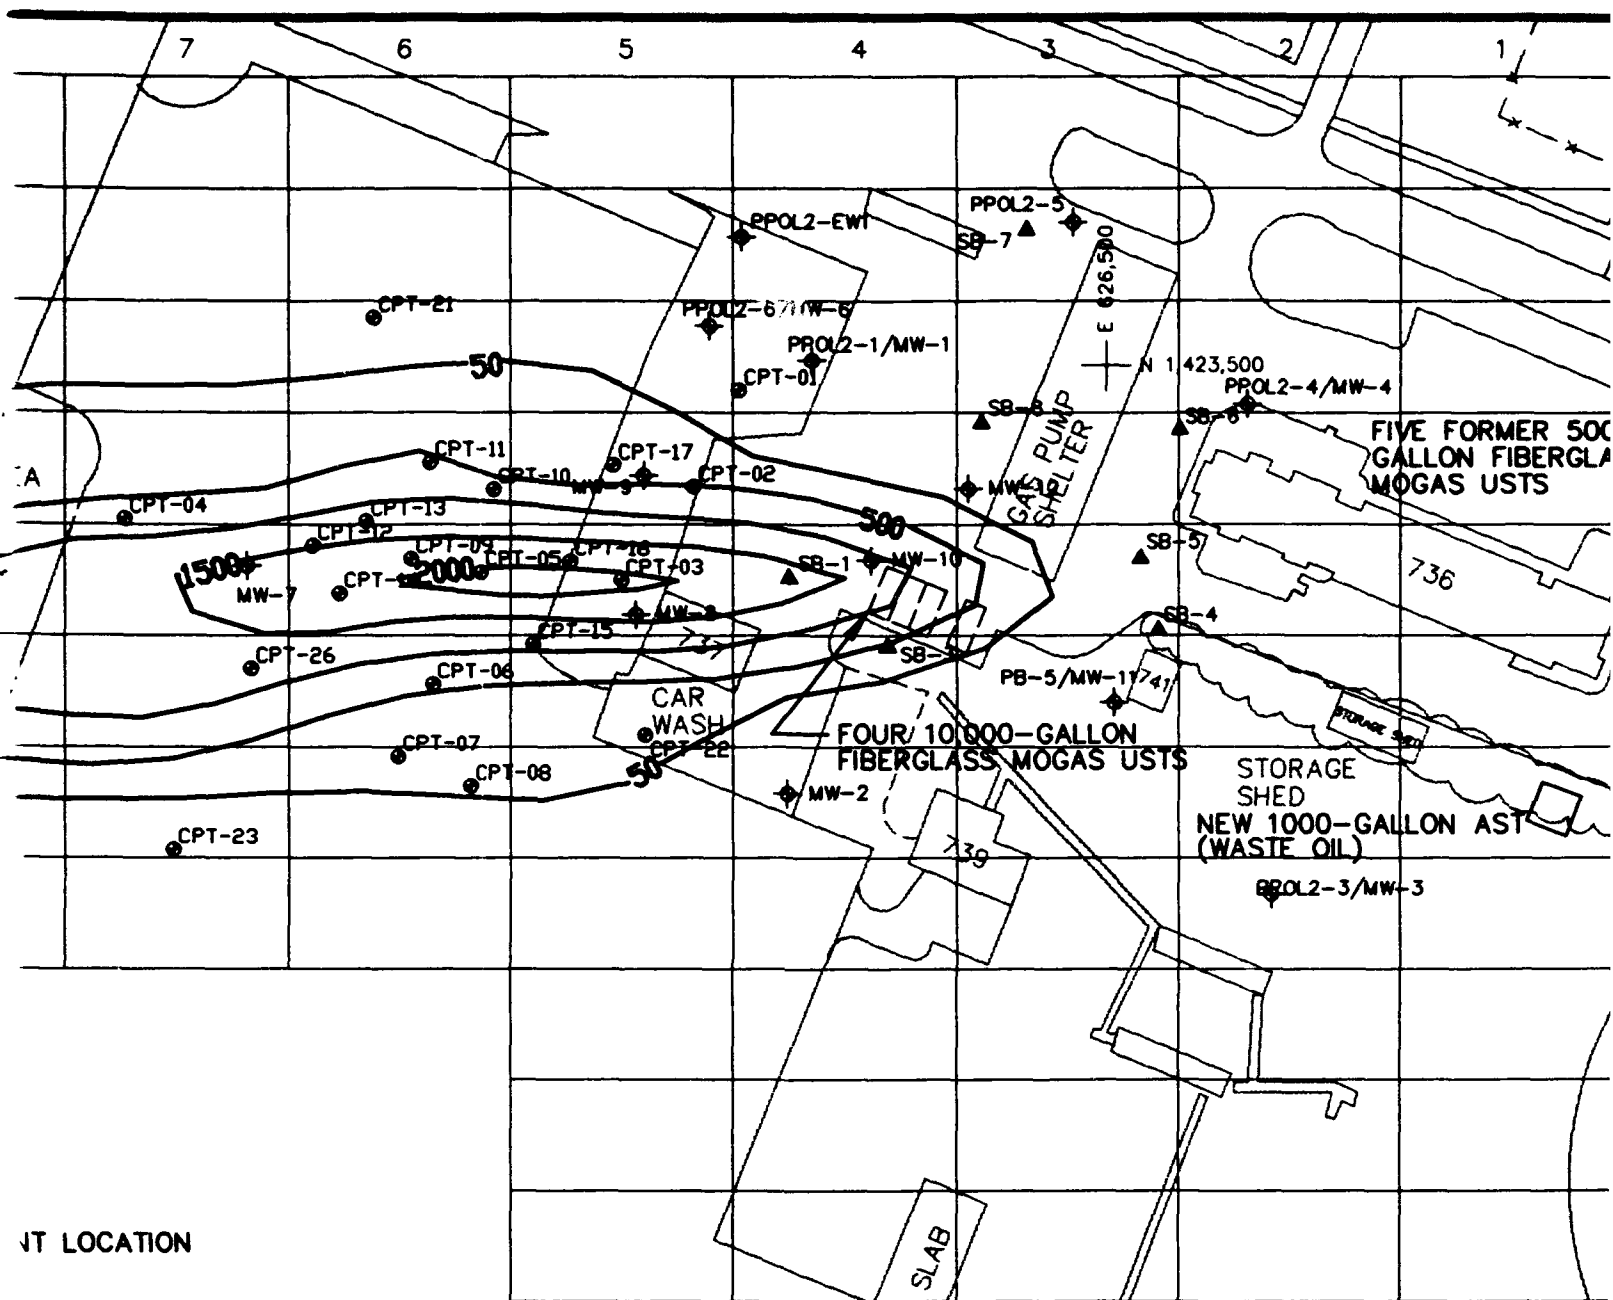 7 6 5 4 3 2 1
PPOL2-5
PPOL2-EW1
SB-7
E 626,500
CPT-21
PROL2-1/MW-1
50
N 1,423,500
CPT-01
PPOL2-4/MW-4
SB-8
SB-6
FIVE FORMER 500
GALLON FIBERGLA
MOGAS USTS
GAS PUMP
SHELTER
CPT-11
CPT-17
CPT-10
CPT-02
MW-9
A
CPT-04
CPT-13
500
CPT-12
CPT-09
CPT-05
CPT-18
SB-1
MW-10
SB-5
1500
2000
CPT-03
736
MW-7
MW-8
SB-4
CPT-15
737
SB-
CPT-26
CPT-06
PB-5/MW-11
741
CAR
WASH
STORAGE SHED
CPT-07
CPT-22
FOUR 10,000-GALLON
FIBERGLASS MOGAS USTS
50
CPT-08
MW-2
STORAGE
SHED
NEW 1000-GALLON AST
(WASTE OIL)
CPT-23
739
PROL2-3/MW-3
NT LOCATION
SLAB